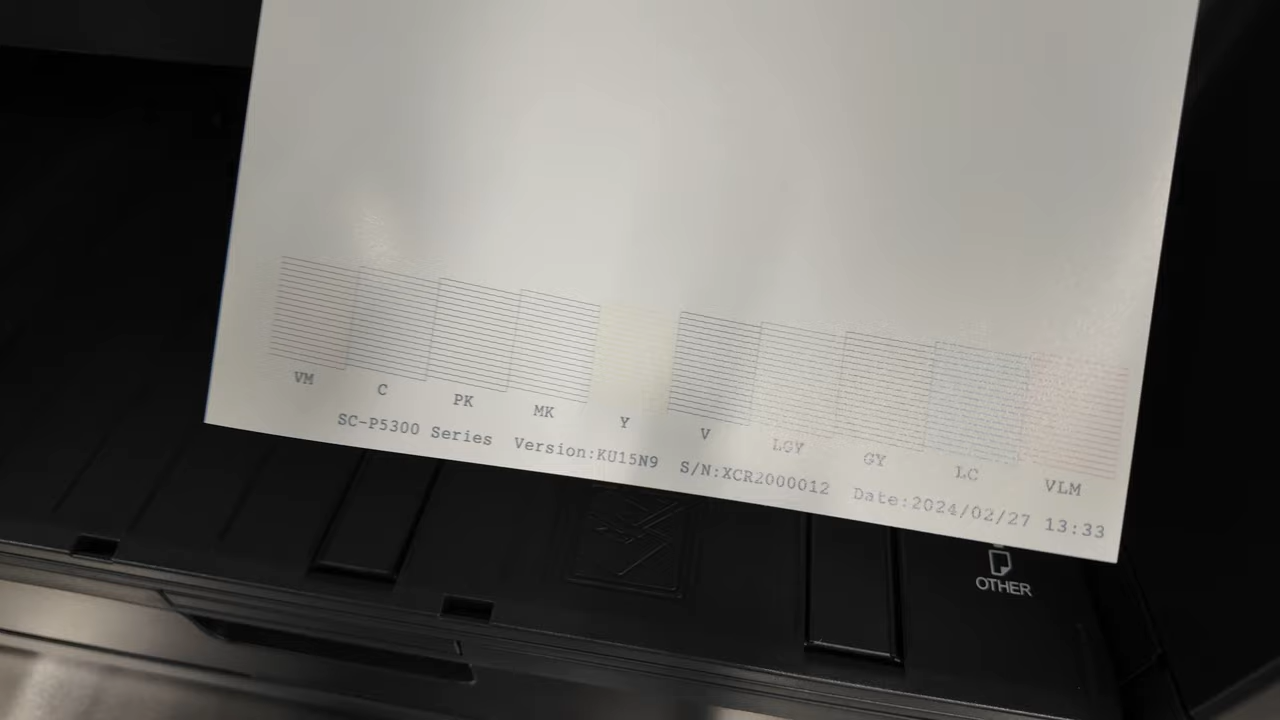 VM C PK MK Y V LGY GY LC VLM
SC-P5300 Series Version:KU15N9 S/N:XCR2000012 Date:2024/02/27 13:33
OTHER